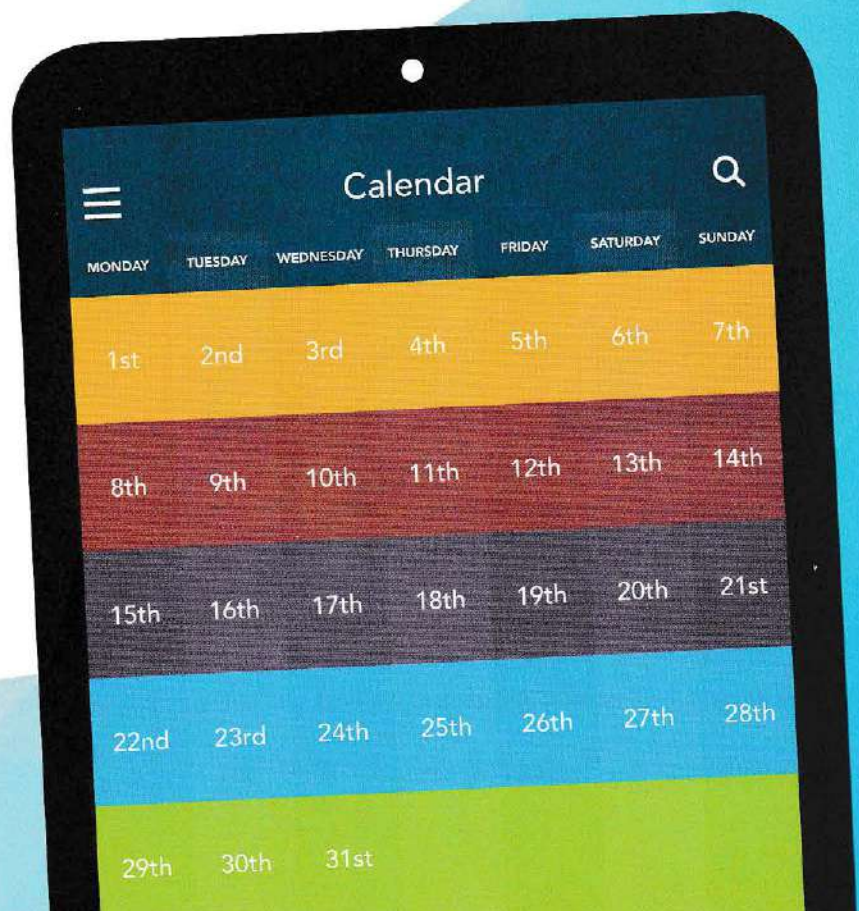 Calendar
MONDAY TUESDAY WEDNESDAY THURSDAY FRIDAY SATURDAY SUNDAY
1st 2nd 3rd 4th 5th 6th 7th
8th 9th 10th 11th 12th 13th 14th
15th 16th 17th 18th 19th 20th 21st
22nd 23rd 24th 25th 26th 27th 28th
29th 30th 31st